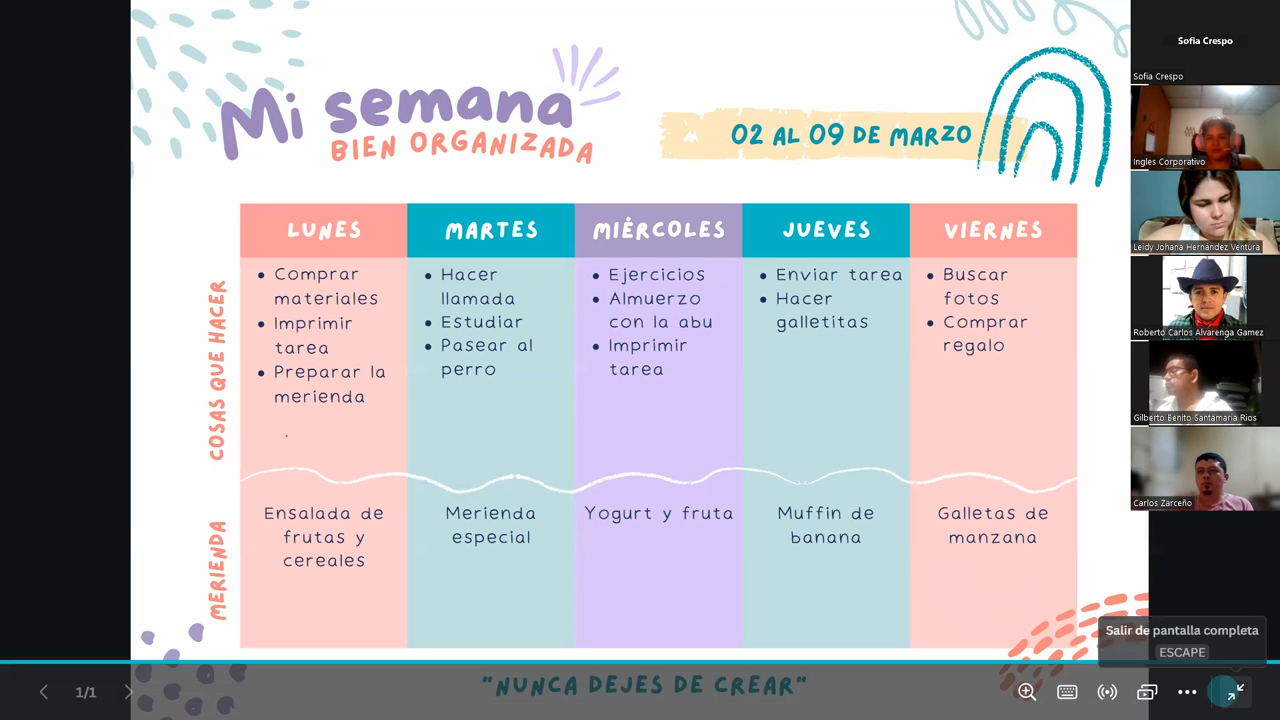 Mi semana
BIEN ORGANIZADA
02 AL 09 DE MARZO
LUNES
MARTES
MIÉRCOLES
JUEVES
VIERNES
COSAS QUE HACER
• Comprar
materiales
• Imprimir
tarea
• Preparar la
merienda
• Hacer
llamada
• Estudiar
• Pasear al
perro
• Ejercicios
• Almuerzo
con la abu
• Imprimir
tarea
• Enviar tarea
• Hacer
galletitas
• Buscar
fotos
• Comprar
regalo
MERIENDA
Ensalada de
frutas y
cereales
Merienda
especial
Yogurt y fruta
Muffin de
banana
Galletas de
manzana
"NUNCA DEJES DE CREAR"
1/1
Salir de pantalla completa
ESCAPE
Sofia Crespo
Sofia Crespo
Ingles Corporativo
Leidy Johana Hernández Ventura
Roberto Carlos Alvarenga Gamez
Gilberto Benito Santamaria Rios
Carlos Zarceño